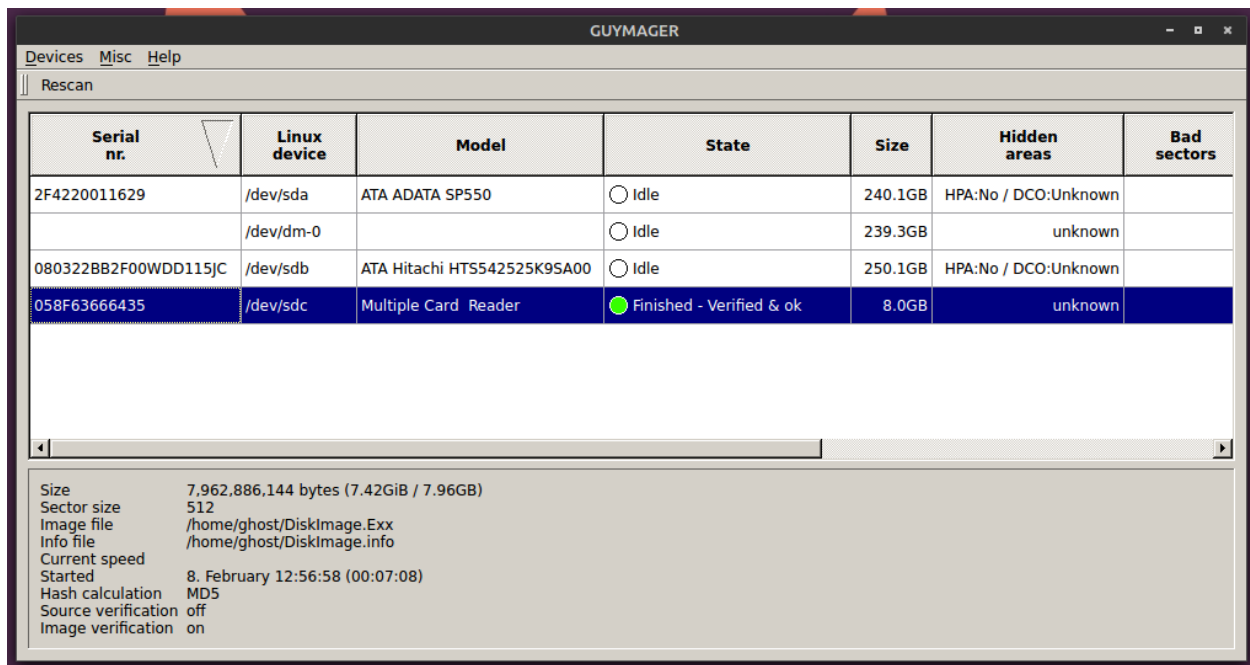 GUYMAGER
Devices Misc Help
Rescan
Serial nr. Linux device Model State Size Hidden areas Bad sectors
2F4220011629 /dev/sda ATA ADATA SP550 Idle 240.1GB HPA:No / DCO:Unknown
/dev/dm-0 Idle 239.3GB unknown
080322BB2F00WDD115JC /dev/sdb ATA Hitachi HTS542525K9SA00 Idle 250.1GB HPA:No / DCO:Unknown
058F63666435 /dev/sdc Multiple Card  Reader Finished - Verified & ok 8.0GB unknown
Size 7,962,886,144 bytes (7.42GiB / 7.96GB)
Sector size 512
Image file /home/ghost/DiskImage.Exx
Info file /home/ghost/DiskImage.info
Current speed
Started 8. February 12:56:58 (00:07:08)
Hash calculation MD5
Source verification off
Image verification on